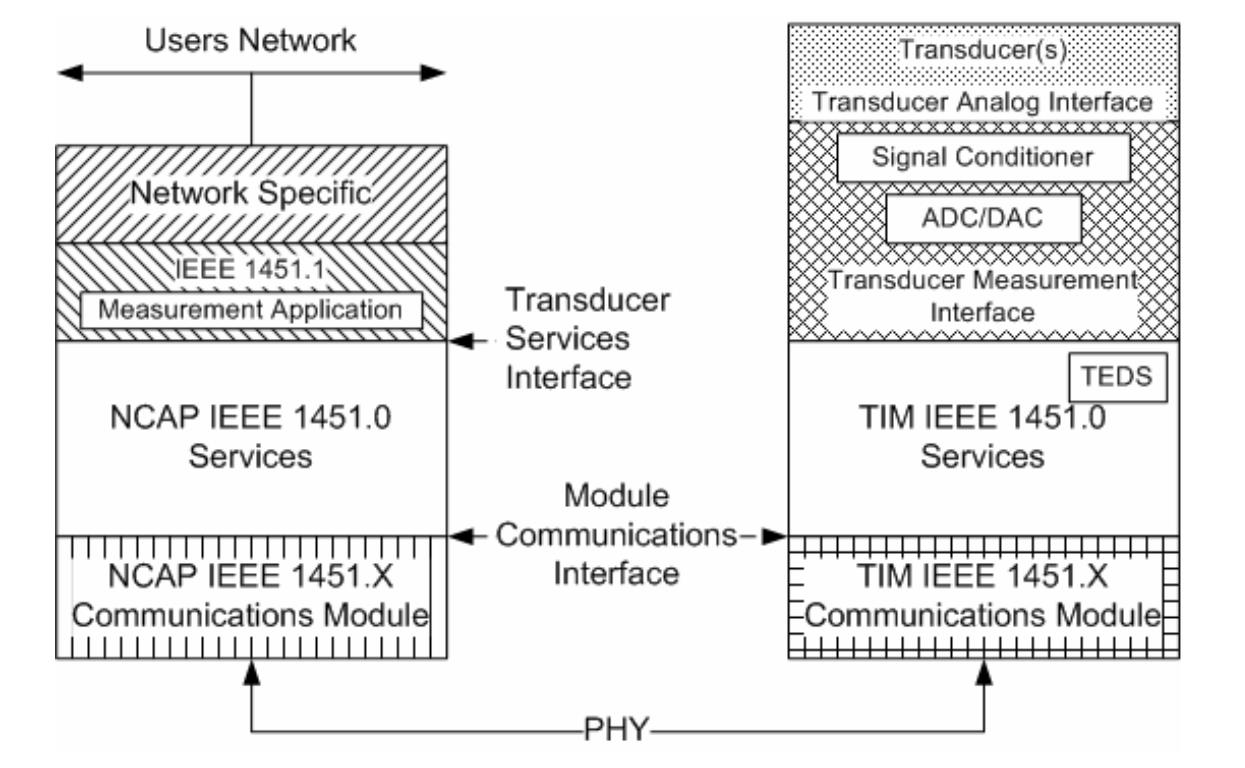 Users Network
Network Specific
IEEE 1451.1
Measurement Application
NCAP IEEE 1451.0
Services
NCAP IEEE 1451.X
Communications Module
Transducer
Services
Interface
Module
Communications
Interface
PHY
Transducer(s)
Transducer Analog Interface
Signal Conditioner
ADC/DAC
Transducer Measurement
Interface
TEDS
TIM IEEE 1451.0
Services
TIM IEEE 1451.X
Communications Module